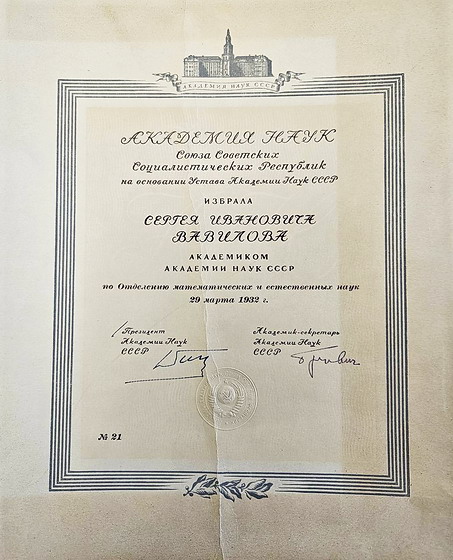 АКАДЕМИЯ НАУК СССР
АКАДЕМИЯ НАУК
Союза Советских
Социалистических Республик
на основании Устава Академии Наук СССР
ИЗБРАЛА
СЕРГЕЯ ИВАНОВИЧА
ВАВИЛОВА
АКАДЕМИКОМ
АКАДЕМИИ НАУК СССР
по Отделению математических и естественных наук
29 марта 1932 г.
Президент
Академии Наук
СССР
Академик-секретарь
Академии Наук
СССР
№ 21